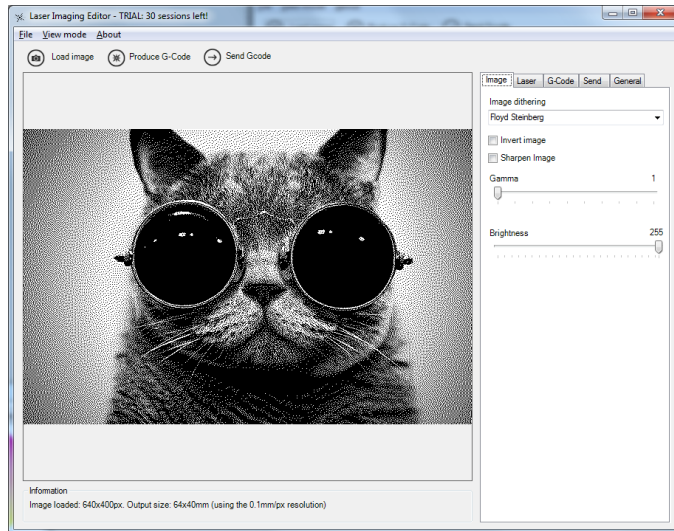 Laser Imaging Editor - TRIAL: 30 sessions left!
File View mode About
Load image Produce G-Code Send Gcode
Image Laser G-Code Send General
Image dithering
Floyd Steinberg
Invert image
Sharpen Image
Gamma 1
Brightness 255
Information
Image loaded: 640x400px. Output size: 64x40mm (using the 0.1mm/px resolution)